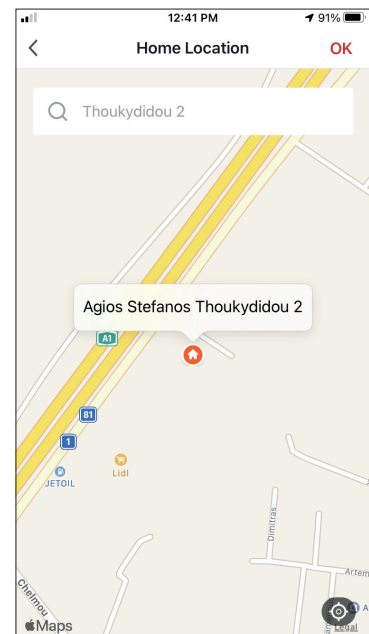 12:41 PM
91%
Home Location
OK
Thoukydidou 2
Agios Stefanos Thoukydidou 2
A1
81
1
Lidl
JETOIL
Dimitras
Artem
Chelmou
A
Maps
Legal